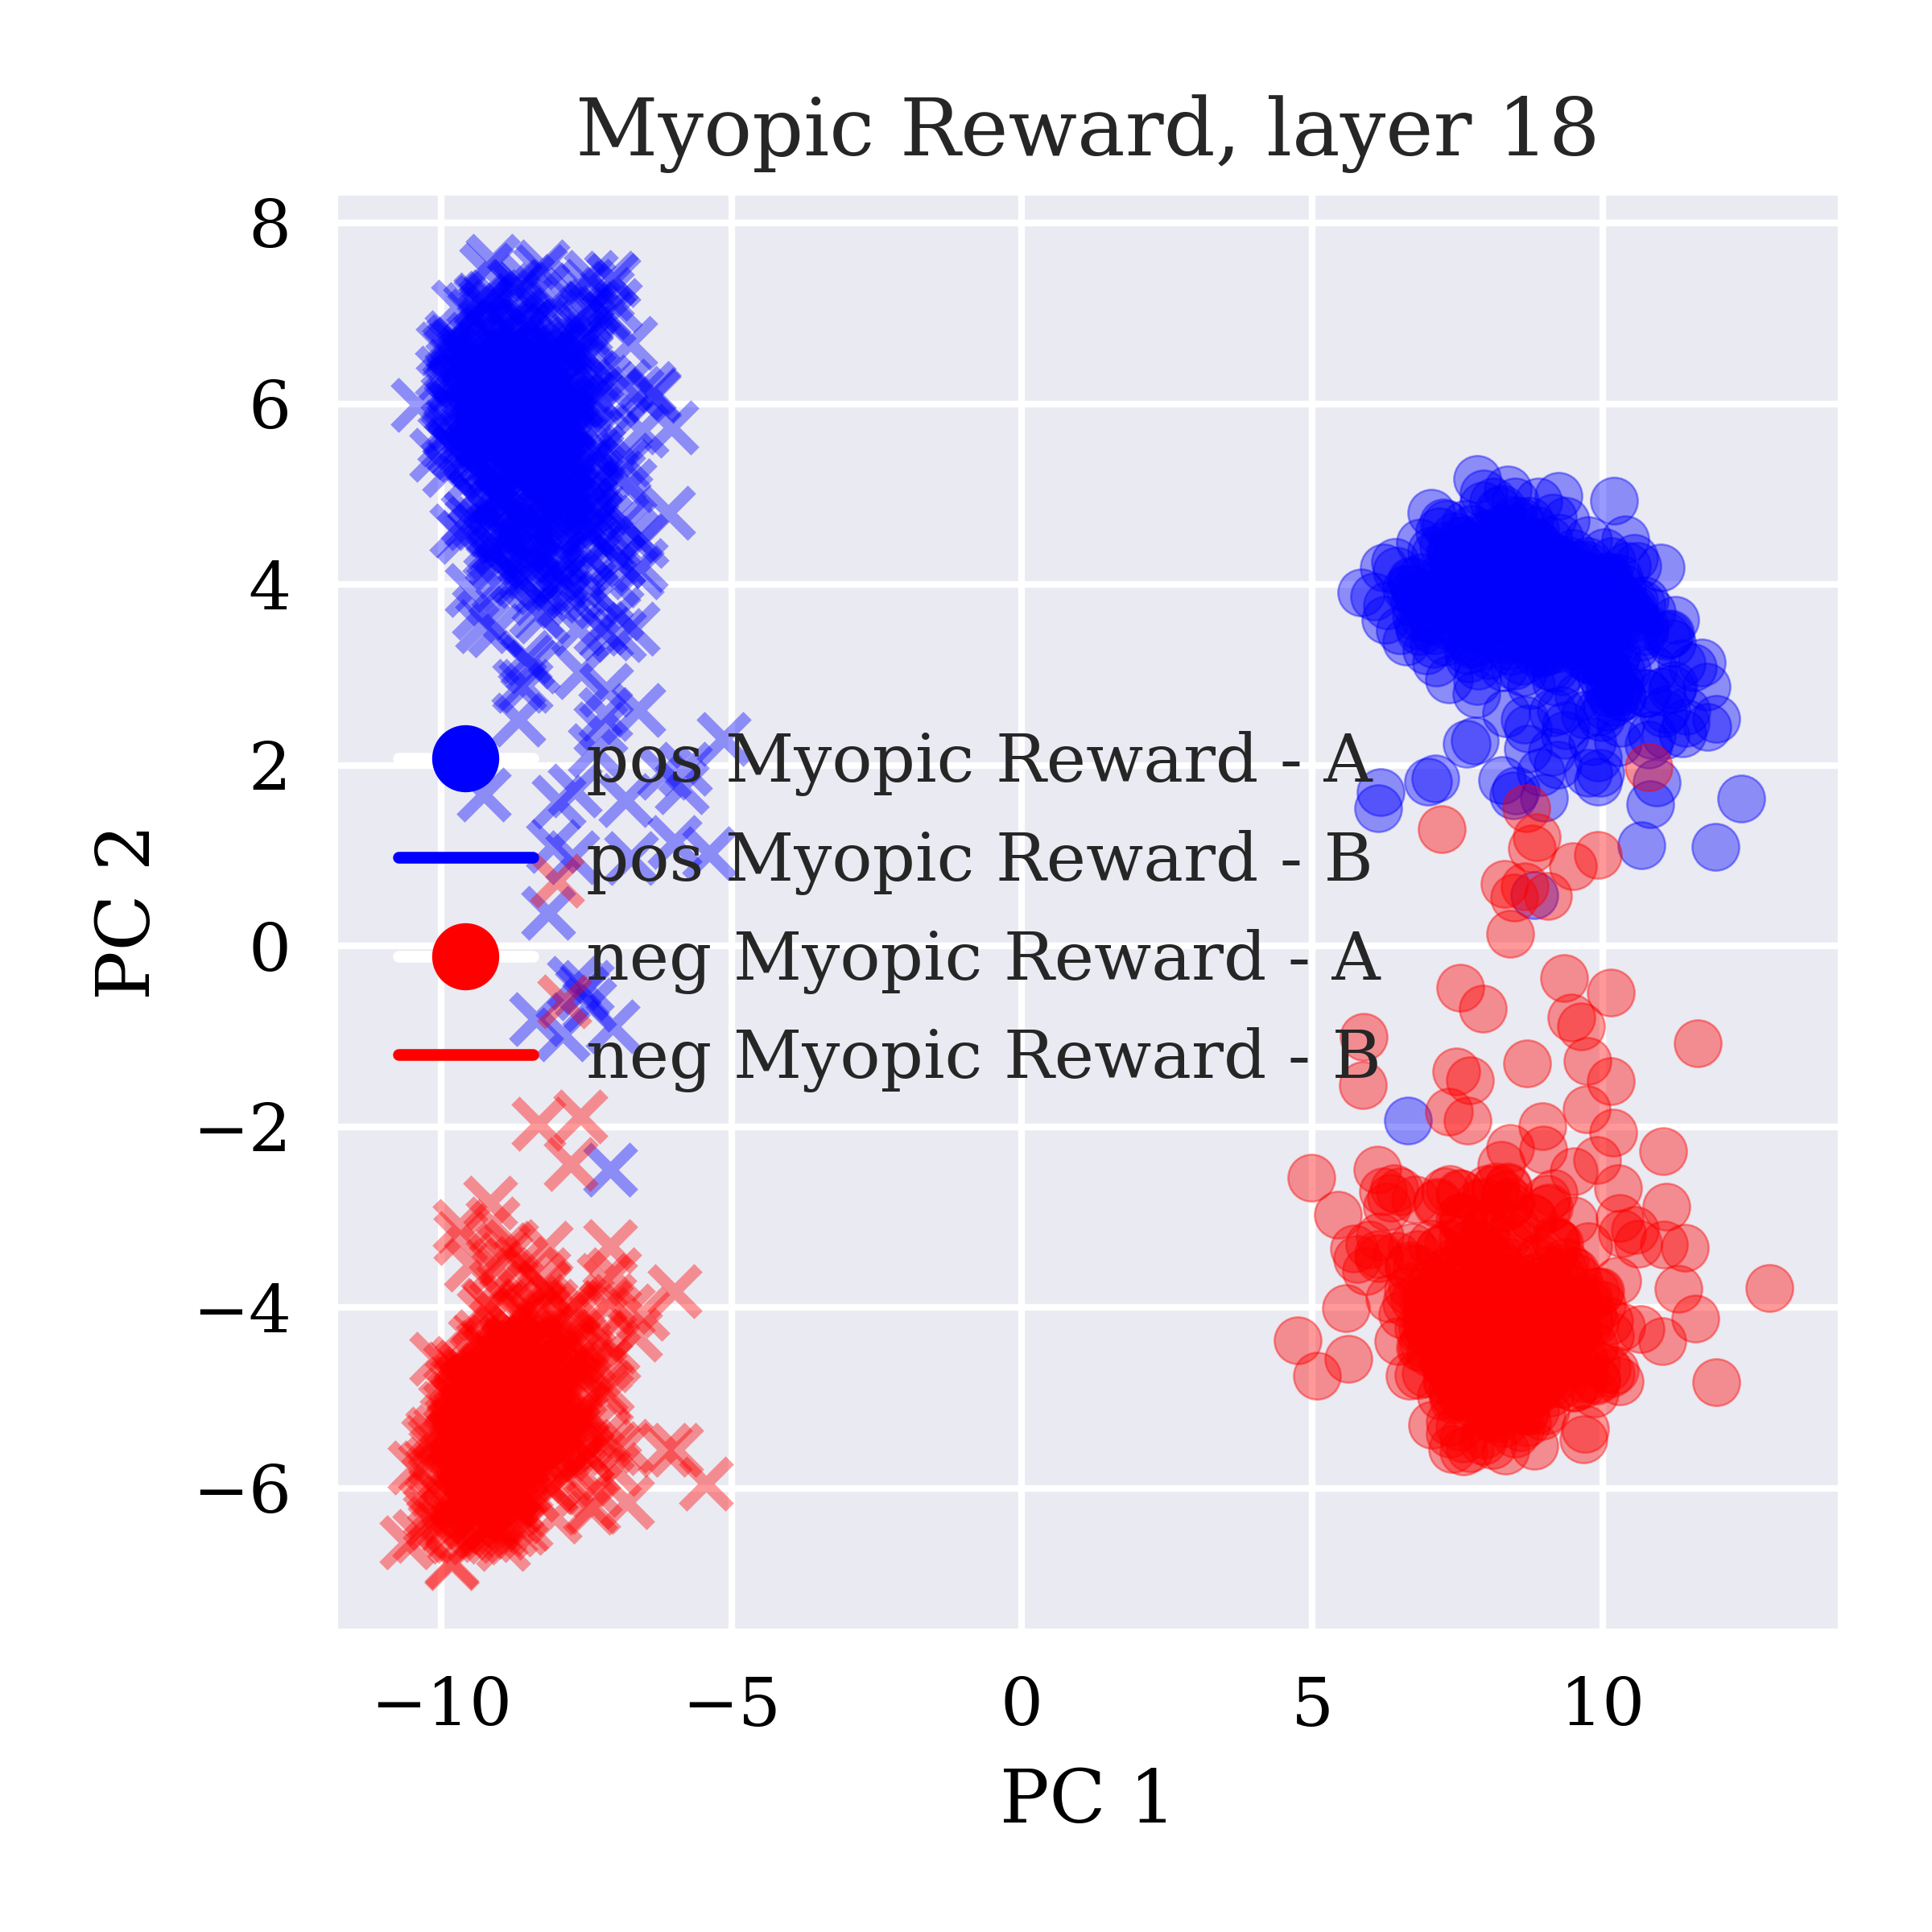 Myopic Reward, layer 18
8
6
4
2
0
−2
−4
−6
PC 2
pos Myopic Reward - A
pos Myopic Reward - B
neg Myopic Reward - A
neg Myopic Reward - B
−10 −5 0 5 10
PC 1